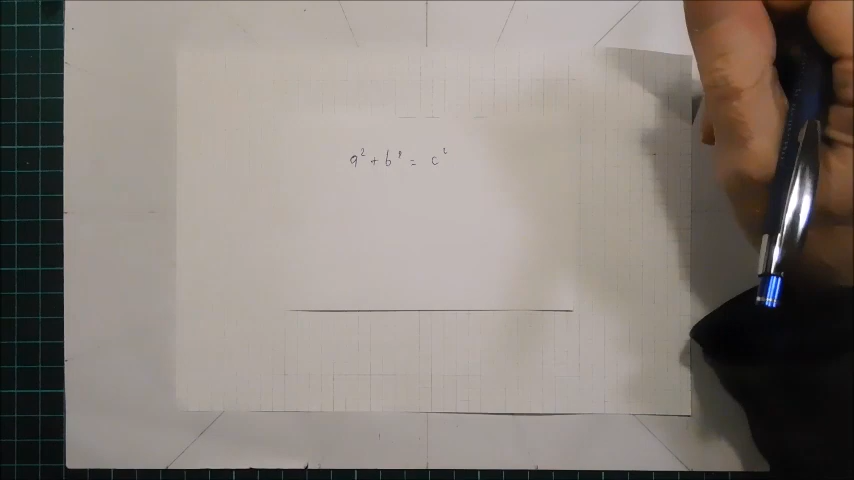 a² + b² = c²